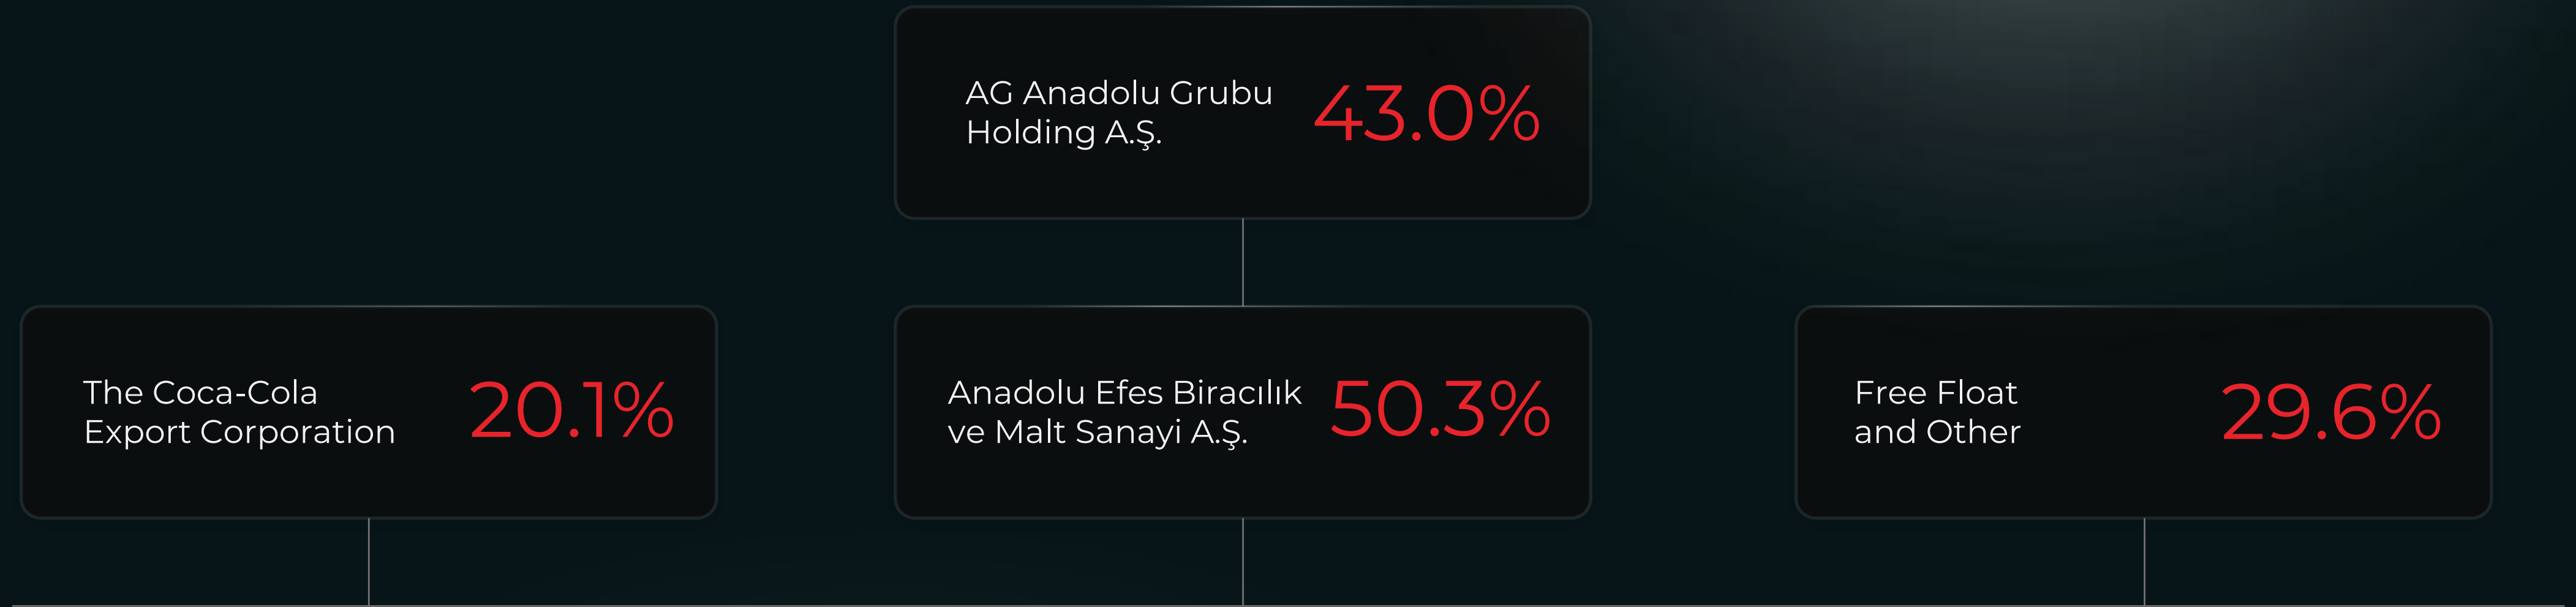 AG Anadolu Grubu
Holding A.Ş.
43.0%
The Coca-Cola
Export Corporation
20.1%
Anadolu Efes Biracılık
ve Malt Sanayi A.Ş.
50.3%
Free Float
and Other
29.6%